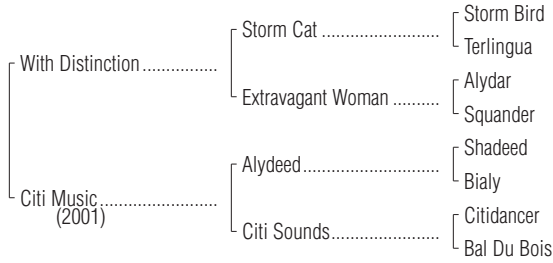 Storm Bird
Storm Cat ........................
Terlingua
With Distinction ...............
Alydar
Extravagant Woman ..........
Squander
Shadeed
Alydeed............................
Bialy
Citi Music........................
(2001)
Citidancer
Citi Sounds......................
Bal Du Bois